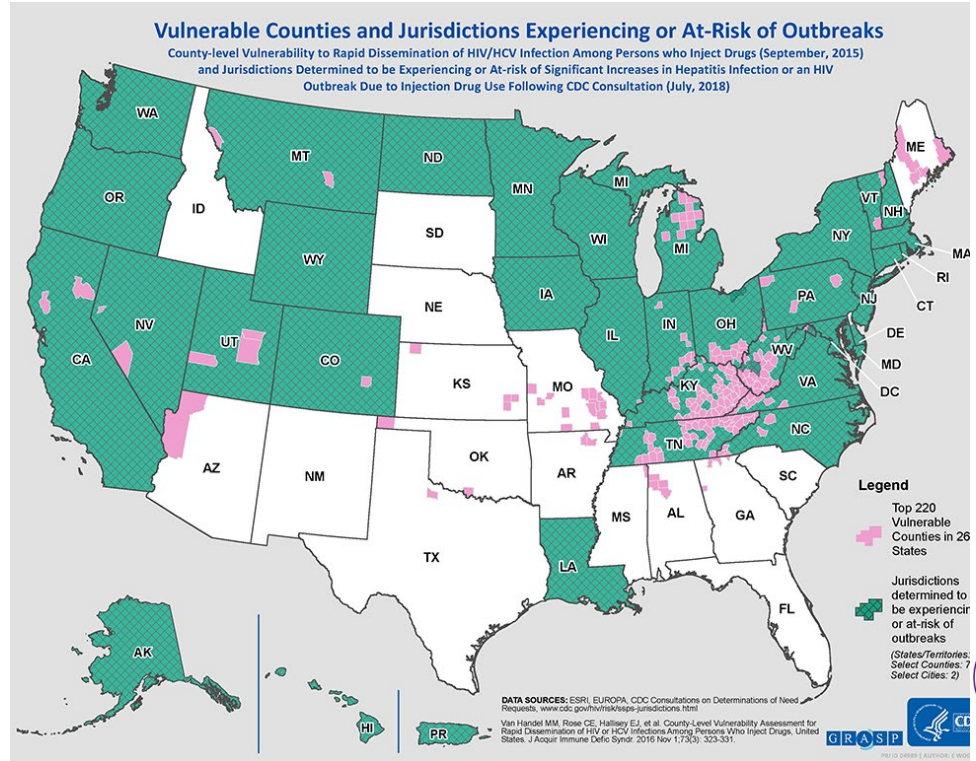 Vulnerable Counties and Jurisdictions Experiencing or At-Risk of Outbreaks
County-level Vulnerability to Rapid Dissemination of HIV/HCV Infection Among Persons who Inject Drugs (September, 2015)
and Jurisdictions Determined to be Experiencing or At-risk of Significant Increases in Hepatitis Infection or an HIV
Outbreak Due to Injection Drug Use Following CDC Consultation (July, 2018)
WA
MT
ND
MN
MI
ME
VT
NH
OR
ID
SD
WI
MI
NY
MA
RI
CT
WY
NE
IA
PA
NJ
DE
MD
DC
NV
UT
CO
IL
IN
OH
WV
VA
CA
KS
MO
KY
NC
TN
AZ
NM
OK
AR
SC
MS
AL
GA
TX
LA
FL
AK
HI
PR
Legend
Top 220
Vulnerable
Counties in 26
States
Jurisdictions
determined to
be experiencin
or at-risk of
outbreaks
(States/Territories:
Select Counties: 7
Select Cities: 2)
DATA SOURCES: ESRI, EUROPA, CDC Consultations on Determinations of Need
Requests, www.cdc.gov/hiv/risk/ssps-jurisdictions.html
Van Handel MM, Rose CE, Hallisey EJ, et al. County-Level Vulnerability Assessment for
Rapid Dissemination of HIV or HCV Infections Among Persons Who Inject Drugs, United
States. J Acquir Immune Defic Syndr. 2016 Nov 1;73(3): 323-331.
GRASP
CD